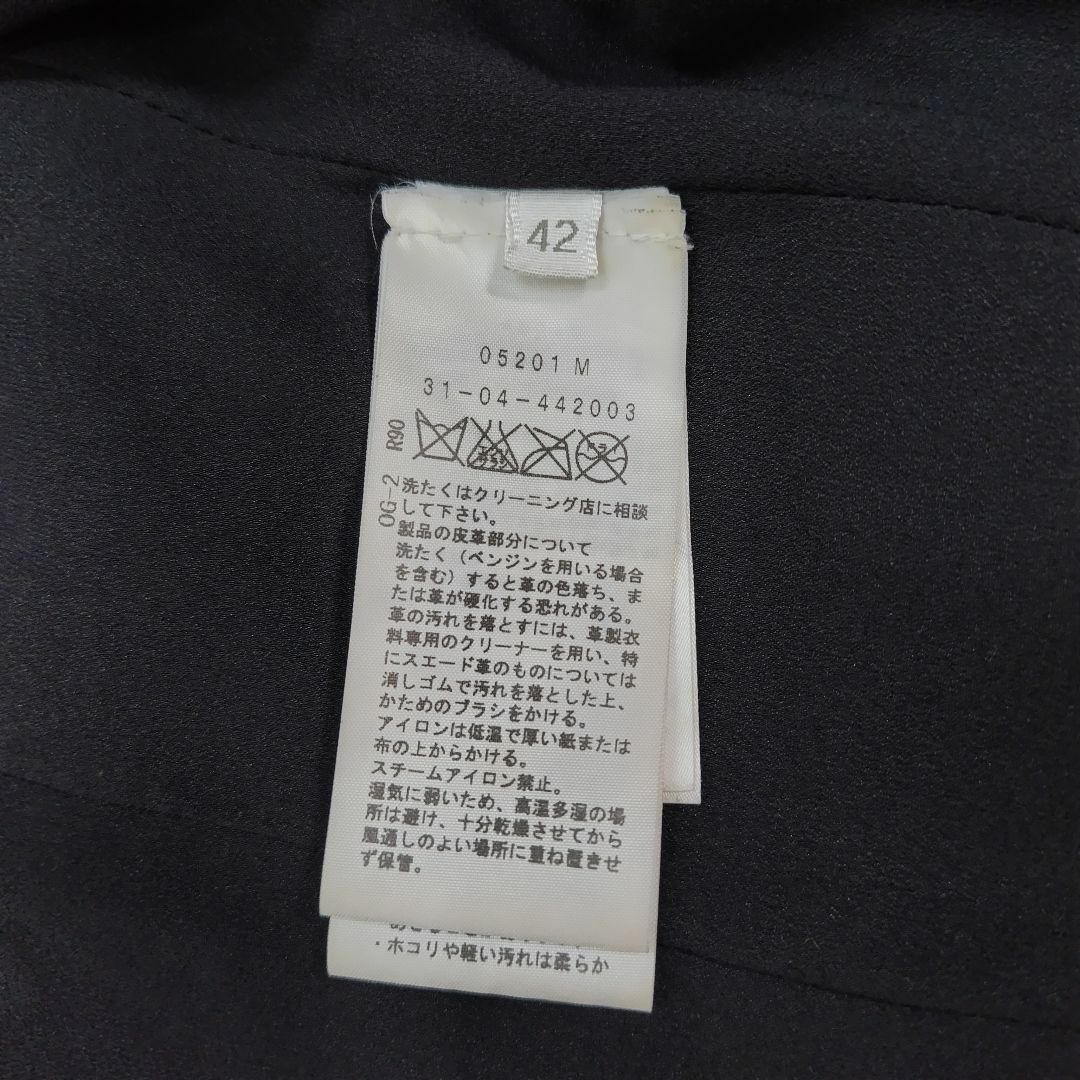 42
05201 M
31-04-442003
R90
エンソ サラシ
ドライ
OG-2
洗たくはクリーニング店に相談
して下さい。
製品の皮革部分について
洗たく（ベンジンを用いる場合
を含む）すると革の色落ち、ま
たは革が硬化する恐れがある。
革の汚れを落とすには、革製衣
料専用のクリーナーを用い、特
にスエード革のものについては
消しゴムで汚れを落とした上、
かためのブラシをかける。
アイロンは低温で厚い紙または
布の上からかける。
スチームアイロン禁止。
湿気に弱いため、高温多湿の場
所は避け、十分乾燥させてから
風通しのよい場所に重ね置きせ
ず保管。
・ホコリや軽い汚れは柔らか